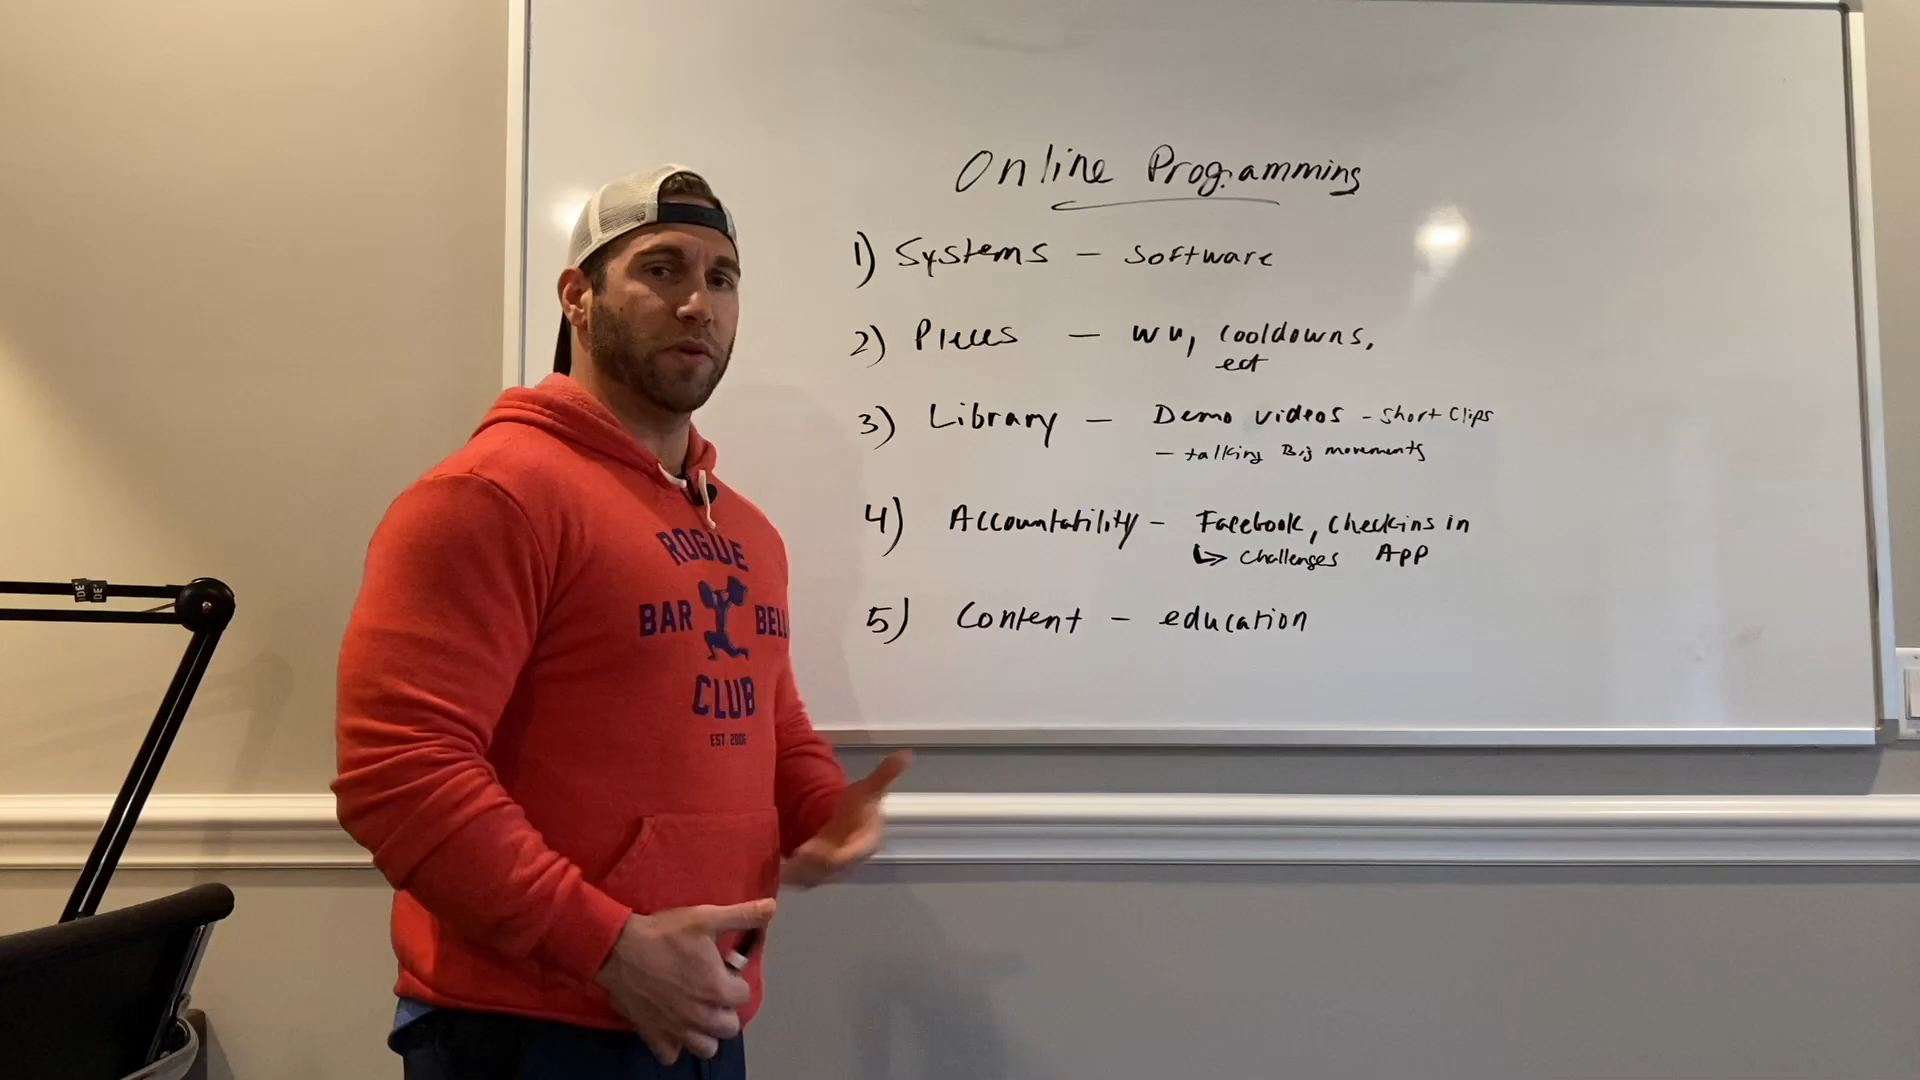 Online Programming
1) Systems - Software
2) Pieces - WU, Cooldowns,
ect
3) Library - Demo videos - Short Clips
- talking Big movements
4) Accountability - Facebook, Checkins in
↳ Challenges App
5) Content - education
ROGUE
BAR BELL
CLUB
EST. 2006